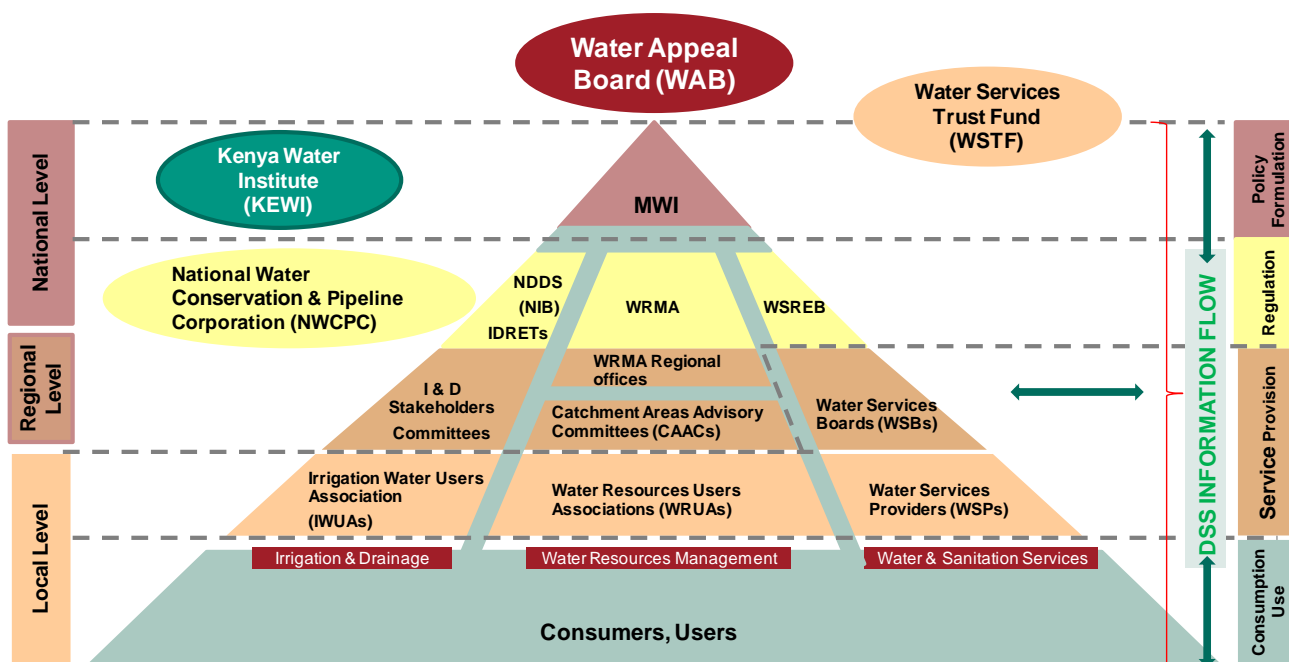 Water Appeal
Board (WAB)
Water Services
Trust Fund
(WSTF)
Kenya Water
Institute
(KEWI)
National Water
Conservation & Pipeline
Corporation (NWCPC)
National Level
Regional
Level
Local Level
MWI
NDDS
(NIB)
IDRETs
WRMA
WSREB
I & D
Stakeholders
Committees
WRMA Regional
offices
Catchment Areas Advisory
Committees (CAACs)
Water Services
Boards (WSBs)
Irrigation Water Users
Association
(IWUAs)
Water Resources Users
Associations (WRUAs)
Water Services
Providers (WSPs)
Irrigation & Drainage
Water Resources Management
Water & Sanitation Services
Consumers, Users
DSS INFORMATION FLOW
Policy
Formulation
Regulation
Service Provision
Consumption
Use